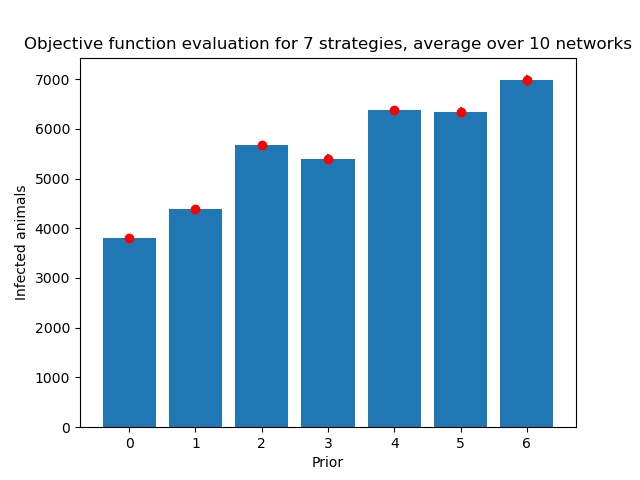 Objective function evaluation for 7 strategies, average over 10 networks
7000
6000
5000
4000
3000
2000
1000
0
Infected animals
0 1 2 3 4 5 6
Prior